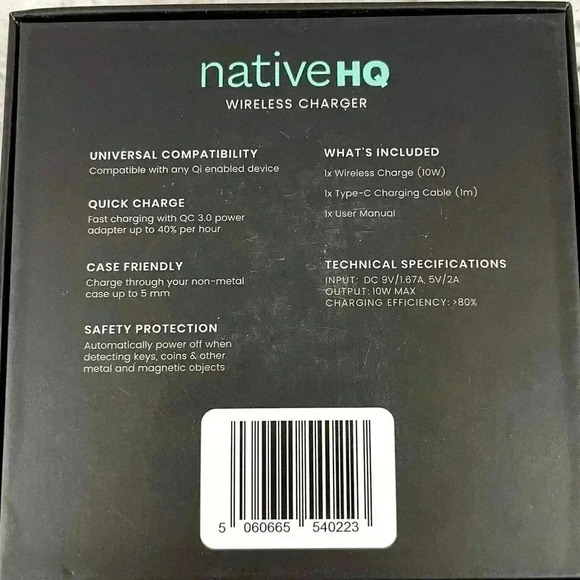 nativeHQ
WIRELESS CHARGER
UNIVERSAL COMPATIBILITY
Compatible with any Qi enabled device
QUICK CHARGE
Fast charging with QC 3.0 power
adapter up to 40% per hour
CASE FRIENDLY
Charge through your non-metal
case up to 5 mm
SAFETY PROTECTION
Automatically power off when
detecting keys, coins & other
metal and magnetic objects
WHAT'S INCLUDED
1x Wireless Charge (10W)
1x Type-C Charging Cable (1m)
1x User Manual
TECHNICAL SPECIFICATIONS
INPUT: DC 9V/1.67A, 5V/2A
OUTPUT: 10W MAX
CHARGING EFFICIENCY: >80%
5 060665 540223